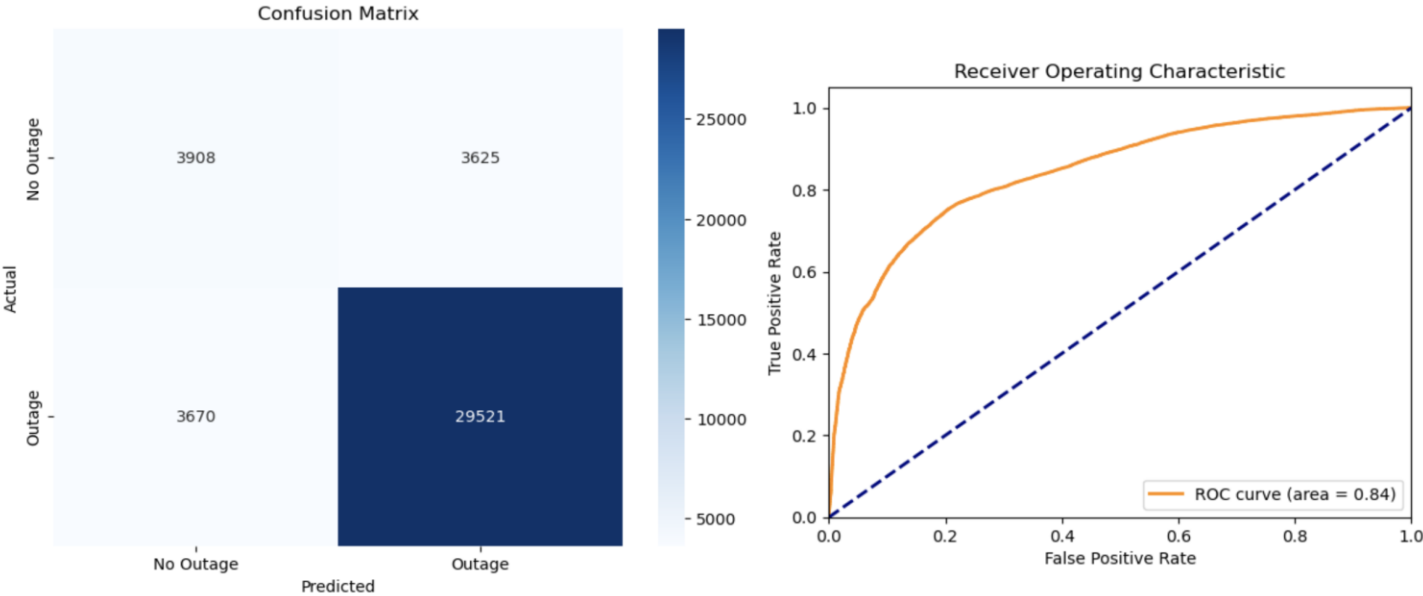 Confusion Matrix
No Outage
Outage
Actual
3908
3625
3670
29521
No Outage
Outage
Predicted
25000
20000
15000
10000
5000
Receiver Operating Characteristic
True Positive Rate
1.0
0.8
0.6
0.4
0.2
0.0
ROC curve (area = 0.84)
0.0
0.2
0.4
0.6
0.8
1.0
False Positive Rate